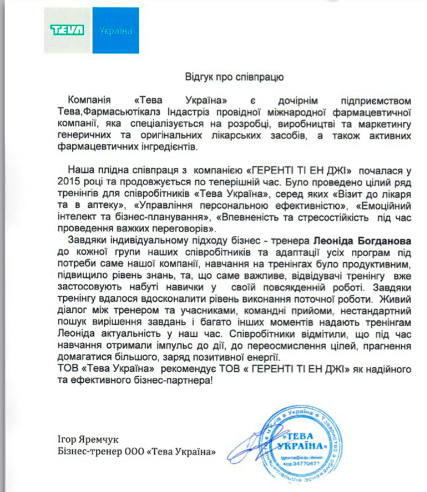 TEVA Україна
Відгук про співпрацю
Компанія «Тева Україна» є дочірнім підприємством
Тева,Фармасьютікалз Індастріз провідної міжнародної фармацевтичної
компанії, яка спеціалізується на розробці, виробництві та маркетингу
генеричних та оригінальних лікарських засобів, а також активних
фармацевтичних інгредієнтів.
Наша плідна співпраця з компанією «ГЕРЕНТІ ТІ ЕН ДЖІ» почалася у
2015 році та продовжується по теперішній час. Було проведено цілий ряд
тренінгів для співробітників «Тева Україна», серед яких «Візит до лікаря
та в аптеку», «Управління персональною ефективністю», «Емоційний
інтелект та бізнес-планування», «Впевненість та стресостійкість під час
проведення важких переговорів».
Завдяки індивідуальному підходу бізнес - тренера Леоніда Богданова
до кожної групи наших співробітників та адаптації усіх програм під
потреби саме нашої компанії, навчання на тренінгах було продуктивним,
підвищило рівень знань, та, що саме важливе, відвідувачі тренінгу вже
застосовують набуті навички у своїй повсякденній роботі. Завдяки
тренінгу вдалося вдосконалити рівень виконання поточної роботи. Живий
діалог між тренером та учасниками, командні прийоми, нестандартний
пошук вирішення завдань і багато інших моментів надають тренінгам
Леоніда актуальність у наш час. Співробітники відмітили, що під час
навчання отримали імпульс до дії, до переосмислення цілей, прагнення
домагатися більшого, заряд позитивної енергії.
ТОВ «Тева Україна» рекомендує ТОВ « ГЕРЕНТІ ТІ ЕН ДЖІ» як надійного
та ефективного бізнес-партнера!
Ігор Яремчук
Бізнес-тренер ООО «Тева Україна»
«ТЕВА
УКРАЇНА»